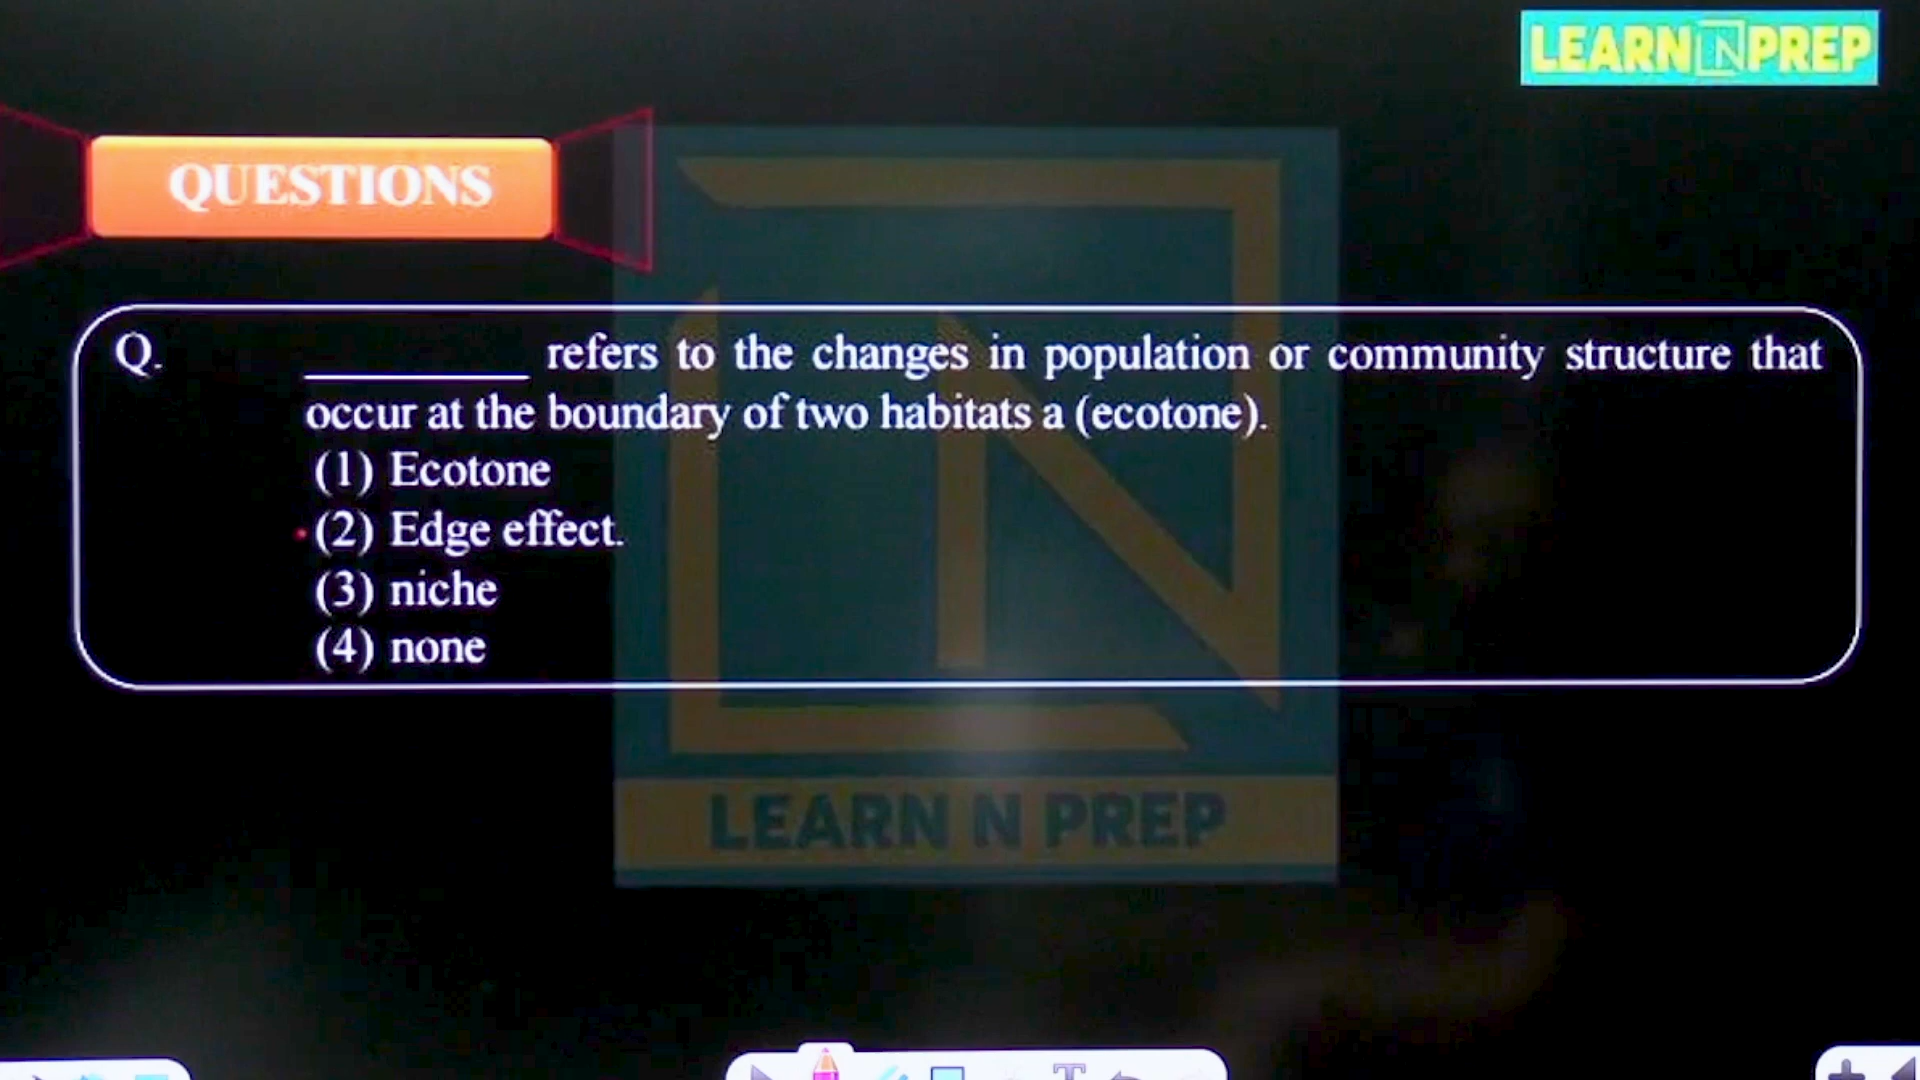 LEARN N PREP
QUESTIONS
Q. ________ refers to the changes in population or community structure that
occur at the boundary of two habitats a (ecotone).
(1) Ecotone
(2) Edge effect.
(3) niche
(4) none
LEARN N PREP